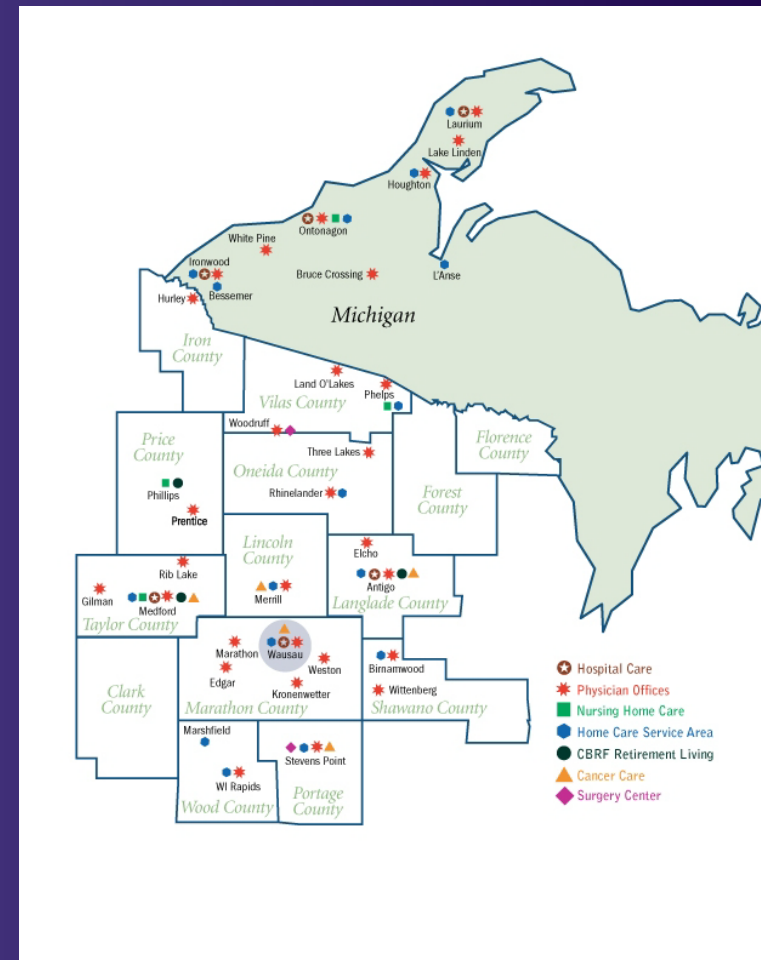 Laurium
Lake Linden
Houghton
Ontonagon
White Pine
Ironwood
Bruce Crossing
L'Anse
Hurley
Bessemer
Michigan
Iron
County
Land O'Lakes
Phelps
Vilas County
Woodruff
Price
County
Three Lakes
Florence
County
Oneida County
Phillips
Rhinelander
Forest
County
Prentice
Lincoln
County
Elcho
Rib Lake
Antigo
Gilman
Medford
Merrill
Langlade County
Taylor County
Marathon
Wausau
Weston
Birnamwood
Edgar
Kronenwetter
Wittenberg
Clark
County
Marathon County
Shawano County
Marshfield
Stevens Point
WI Rapids
Wood County
Portage
County
Hospital Care
Physician Offices
Nursing Home Care
Home Care Service Area
CBRF Retirement Living
Cancer Care
Surgery Center